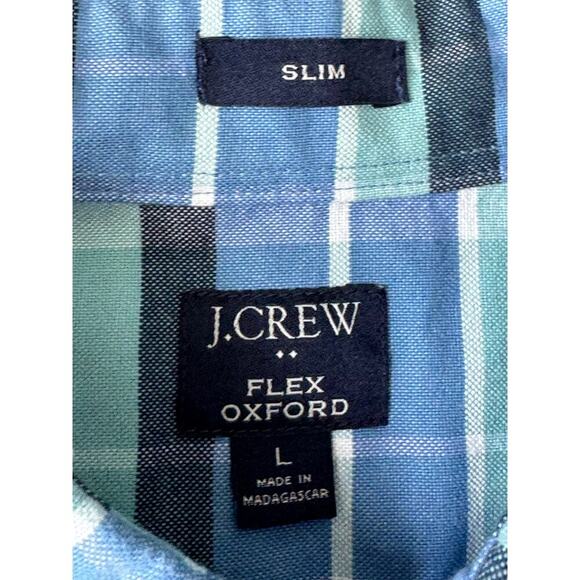 SLIM
J.CREW
FLEX
OXFORD
L
MADE IN
MADAGASCAR